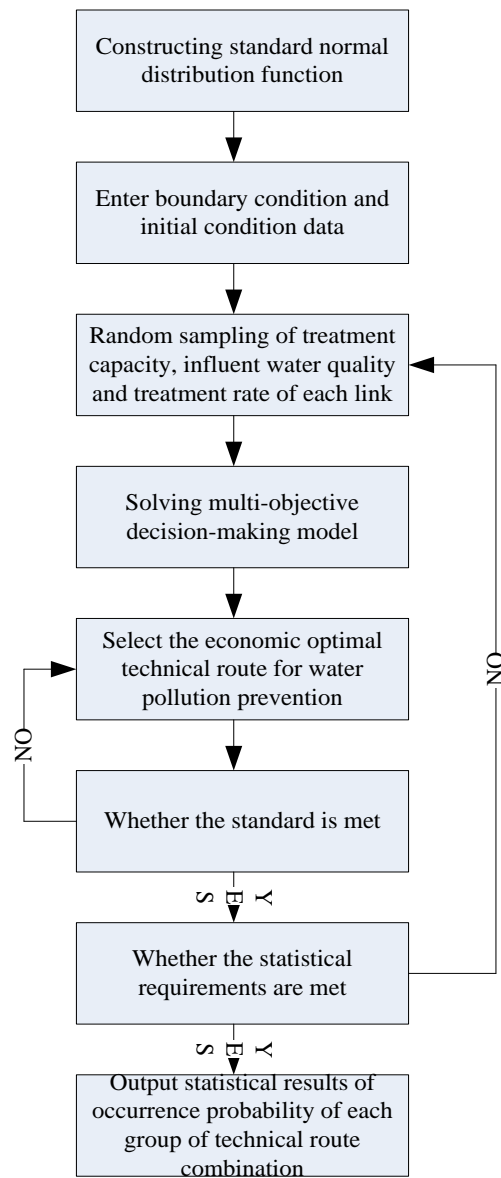 Constructing standard normal
distribution function
Enter boundary condition and
initial condition data
Random sampling of treatment
capacity, influent water quality
and treatment rate of each link
Solving multi-objective
decision-making model
Select the economic optimal
technical route for water
pollution prevention
NO
NO
Whether the standard is met
YES
Whether the statistical
requirements are met
YES
Output statistical results of
occurrence probability of each
group of technical route
combination